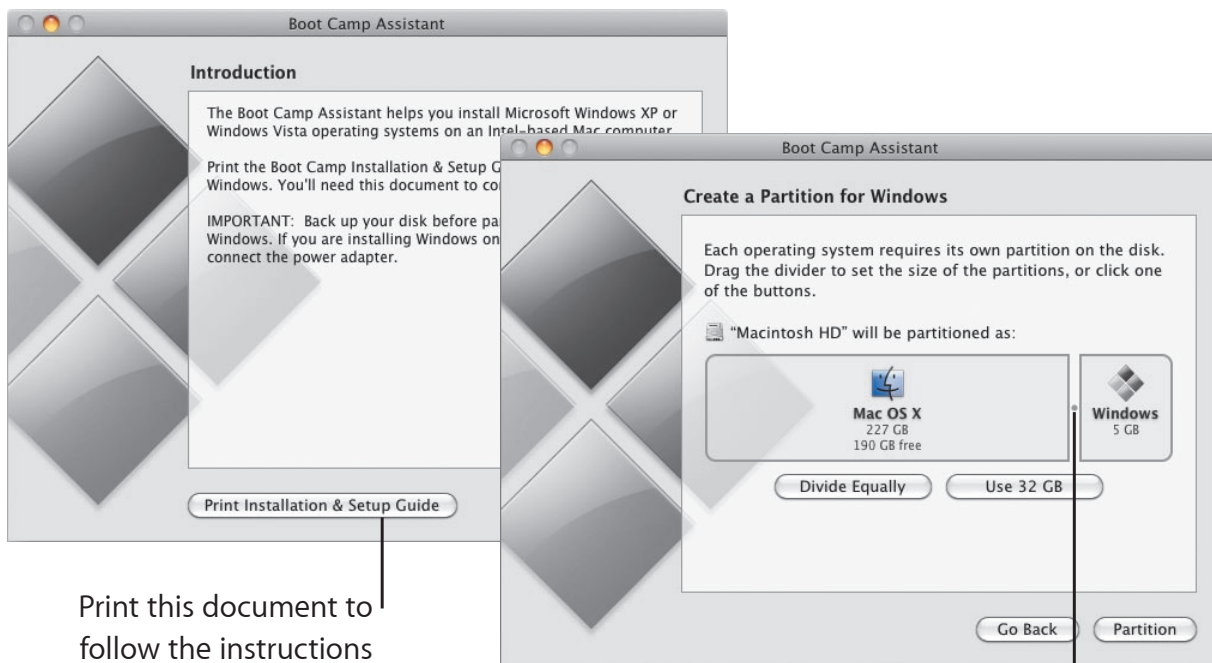 Boot Camp Assistant
Introduction
The Boot Camp Assistant helps you install Microsoft Windows XP or
Windows Vista operating systems on an Intel-based Mac computer.
Print the Boot Camp Installation & Setup
Windows. You'll need this document to
IMPORTANT: Back up your disk before
Windows. If you are installing Windows on
connect the power adapter.
Print Installation & Setup Guide
Print this document to
follow the instructions
Boot Camp Assistant
Create a Partition for Windows
Each operating system requires its own partition on the disk.
Drag the divider to set the size of the partitions, or click one
of the buttons.
"Macintosh HD" will be partitioned as:
Mac OS X
227 GB
190 GB free
Windows
5 GB
Divide Equally
Use 32 GB
Go Back
Partition